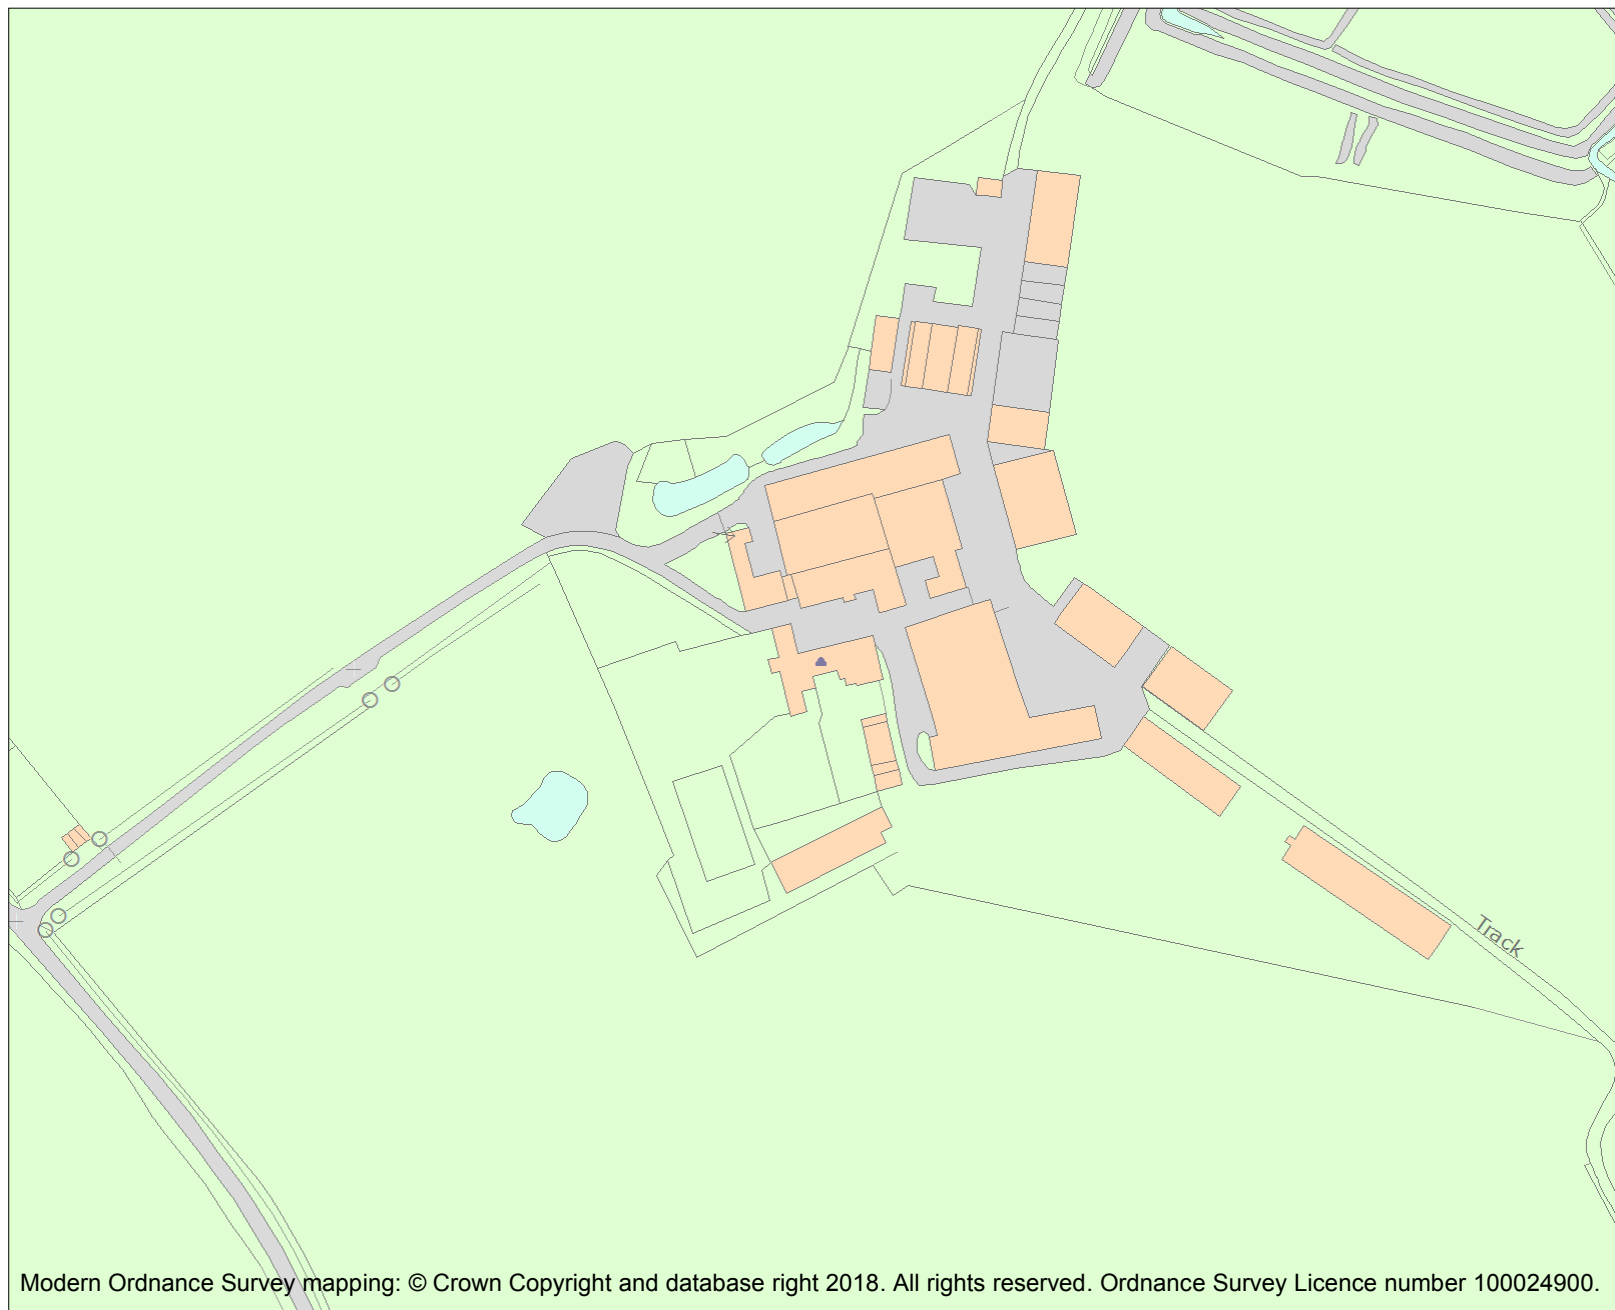 Track
Modern Ordnance Survey mapping: © Crown Copyright and database right 2018. All rights reserved. Ordnance Survey Licence number 100024900.